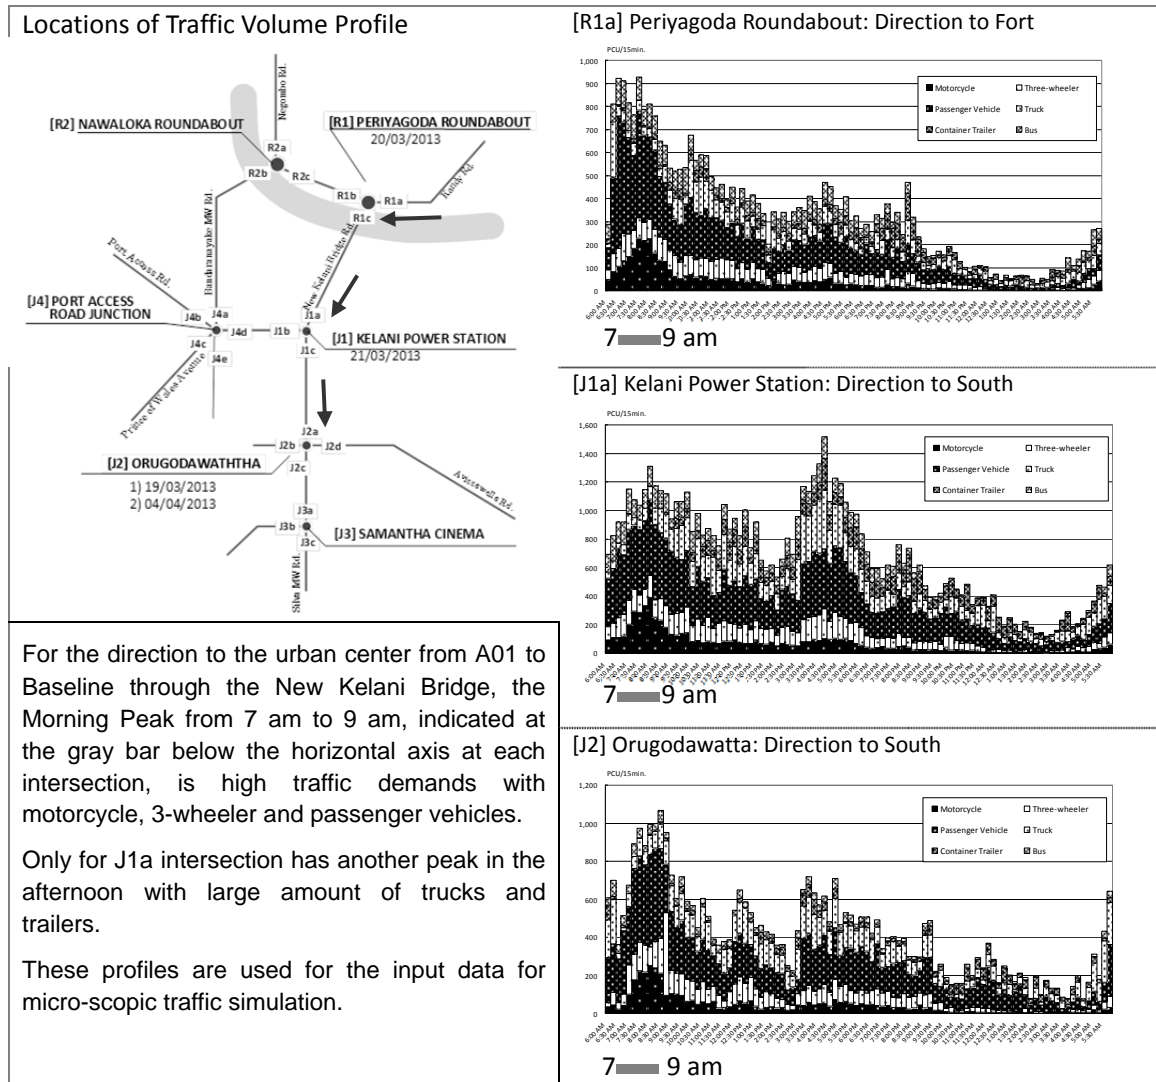 Locations of Traffic Volume Profile
Negombo Rd.
[R2] NAWALOKA ROUNDABOUT
[R1] PERIYAGODA ROUNDABOUT
20/03/2013
R2a
R2b
R2c
R1b
R1a
R1c
Kandy Rd.
Bandaranayake MW Rd.
New Kelani Bridge Rd.
Port Access Rd.
[J4] PORT ACCESS
ROAD JUNCTION
J4b
J4a
J4d
J4c
J4e
J1b
J1a
J1c
[J1] KELANI POWER STATION
21/03/2013
Prince of Wales Avenue
J2a
J2b
J2d
J2c
[J2] ORUGODAWATHTHA
1) 19/03/2013
2) 04/04/2013
Avissawella Rd.
J3a
J3b
J3c
[J3] SAMANTHA CINEMA
Silva MW Rd.
For the direction to the urban center from A01 to
Baseline through the New Kelani Bridge, the
Morning Peak from 7 am to 9 am, indicated at
the gray bar below the horizontal axis at each
intersection, is high traffic demands with
motorcycle, 3-wheeler and passenger vehicles.
Only for J1a intersection has another peak in the
afternoon with large amount of trucks and
trailers.
These profiles are used for the input data for
micro-scopic traffic simulation.
[R1a] Periyagoda Roundabout: Direction to Fort
PCU/15min.
1,000
900
800
700
600
500
400
300
200
100
0
Motorcycle Three-wheeler
Passenger Vehicle Truck
Container Trailer Bus
7 9 am
[J1a] Kelani Power Station: Direction to South
PCU/15min.
1,600
1,400
1,200
1,000
800
600
400
200
0
Motorcycle Three-wheeler
Passenger Vehicle Truck
Container Trailer Bus
7 9 am
[J2] Orugodawatta: Direction to South
PCU/15min.
1,200
1,000
800
600
400
200
0
Motorcycle Three-wheeler
Passenger Vehicle Truck
Container Trailer Bus
7 9 am